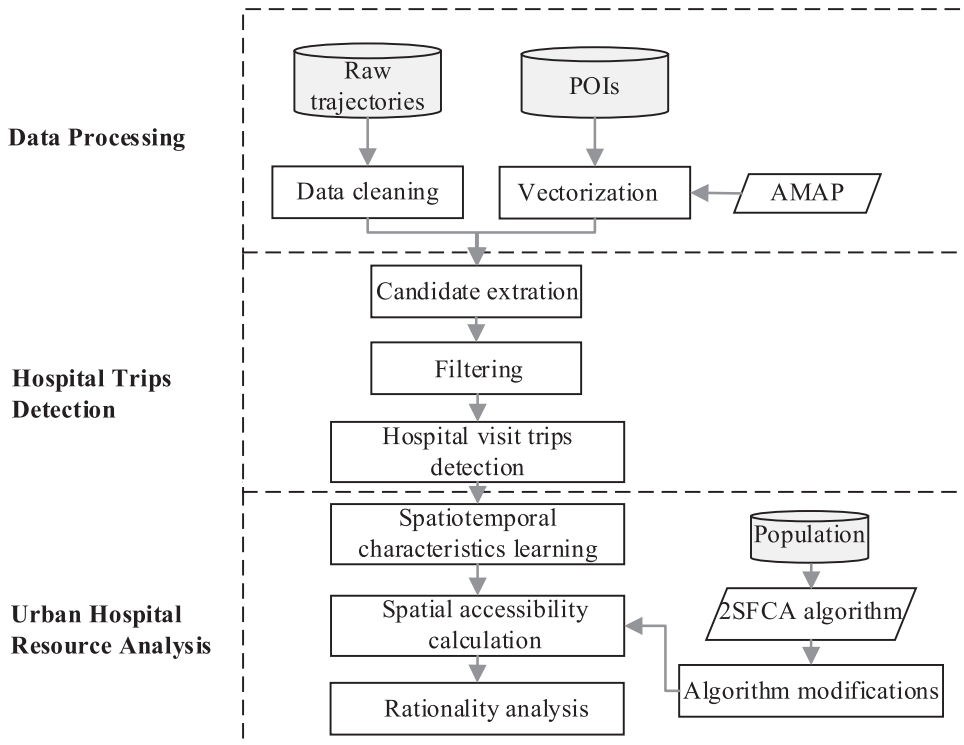 Data Processing
Raw
trajectories
POIs
Data cleaning
Vectorization
AMAP
Hospital Trips
Detection
Candidate extration
Filtering
Hospital visit trips
detection
Urban Hospital
Resource Analysis
Spatiotemporal
characteristics learning
Population
Spatial accessibility
calculation
2SFCA algorithm
Rationality analysis
Algorithm modifications